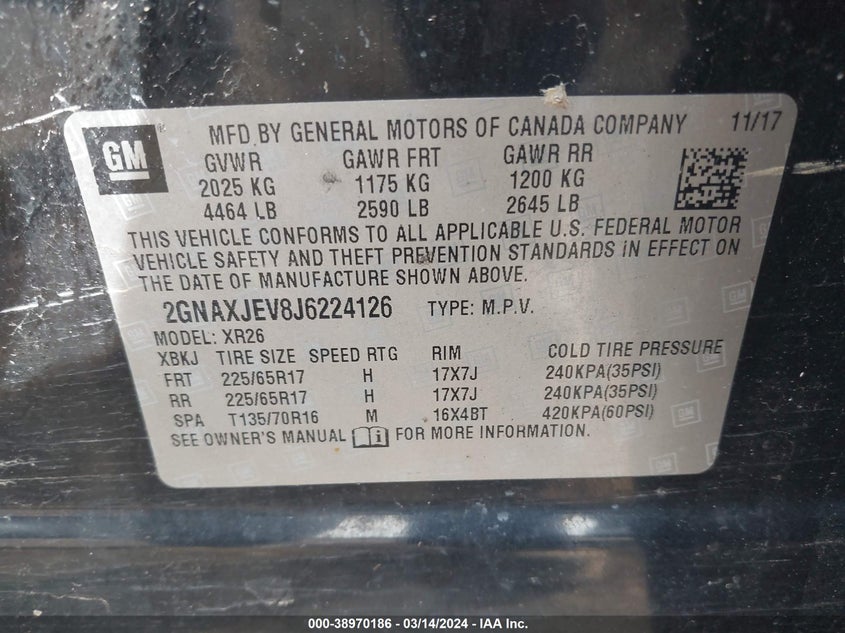 GM
MFD BY GENERAL MOTORS OF CANADA COMPANY 11/17
GVWR GAWR FRT GAWR RR
2025 KG 1175 KG 1200 KG
4464 LB 2590 LB 2645 LB
THIS VEHICLE CONFORMS TO ALL APPLICABLE U.S. FEDERAL MOTOR
VEHICLE SAFETY AND THEFT PREVENTION STANDARDS IN EFFECT ON
THE DATE OF MANUFACTURE SHOWN ABOVE.
2GNAXJEV8J6224126 TYPE: M.P.V.
MODEL: XR26
XBKJ TIRE SIZE SPEED RTG RIM COLD TIRE PRESSURE
FRT 225/65R17 H 17X7J 240KPA(35PSI)
RR 225/65R17 H 17X7J 240KPA(35PSI)
SPA T135/70R16 M 16X4BT 420KPA(60PSI)
SEE OWNER'S MANUAL FOR MORE INFORMATION.
000-38970186 - 03/14/2024 - IAA Inc.